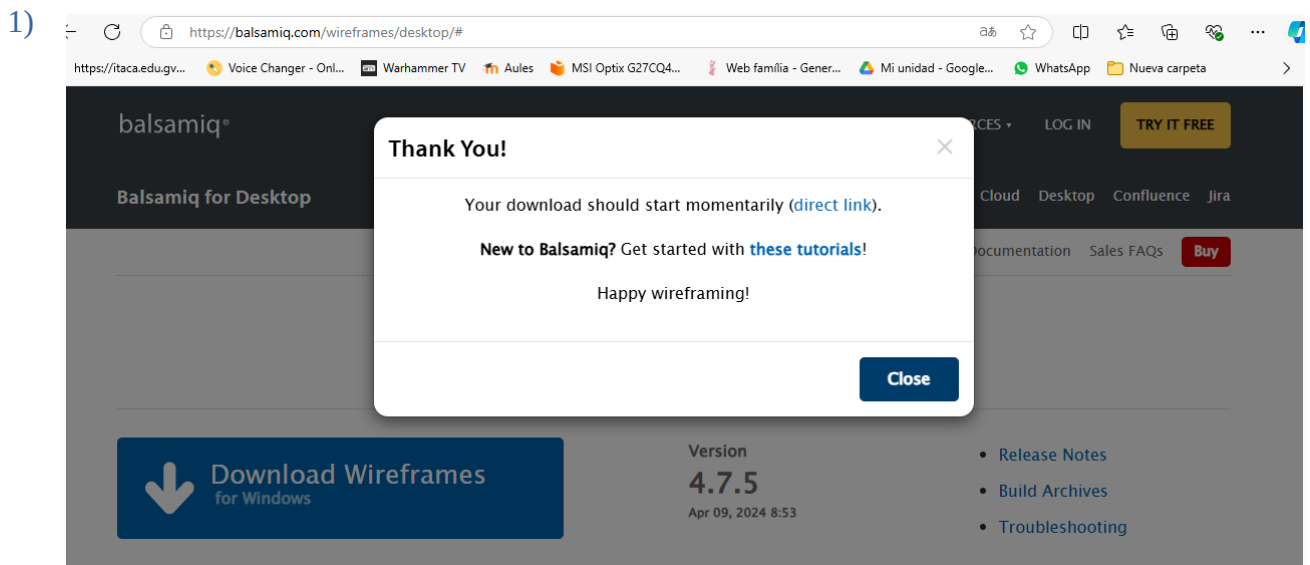 1)
https://balsamiq.com/wireframes/desktop/#
https://itaca.edu.gv... Voice Changer - Onl... Warhammer TV Aules MSI Optix G27CQ4... Web família - Gener... Mi unidad - Google... WhatsApp Nueva carpeta
balsamiq RCES LOG IN TRY IT FREE
Thank You!
Balsamiq for Desktop Cloud Desktop Confluence Jira
Your download should start momentarily (direct link).
New to Balsamiq? Get started with these tutorials!
ocumentation Sales FAQs Buy
Happy wireframing!
Close
Download Wireframes
for Windows
Version
4.7.5
Apr 09, 2024 8:53
• Release Notes
• Build Archives
• Troubleshooting